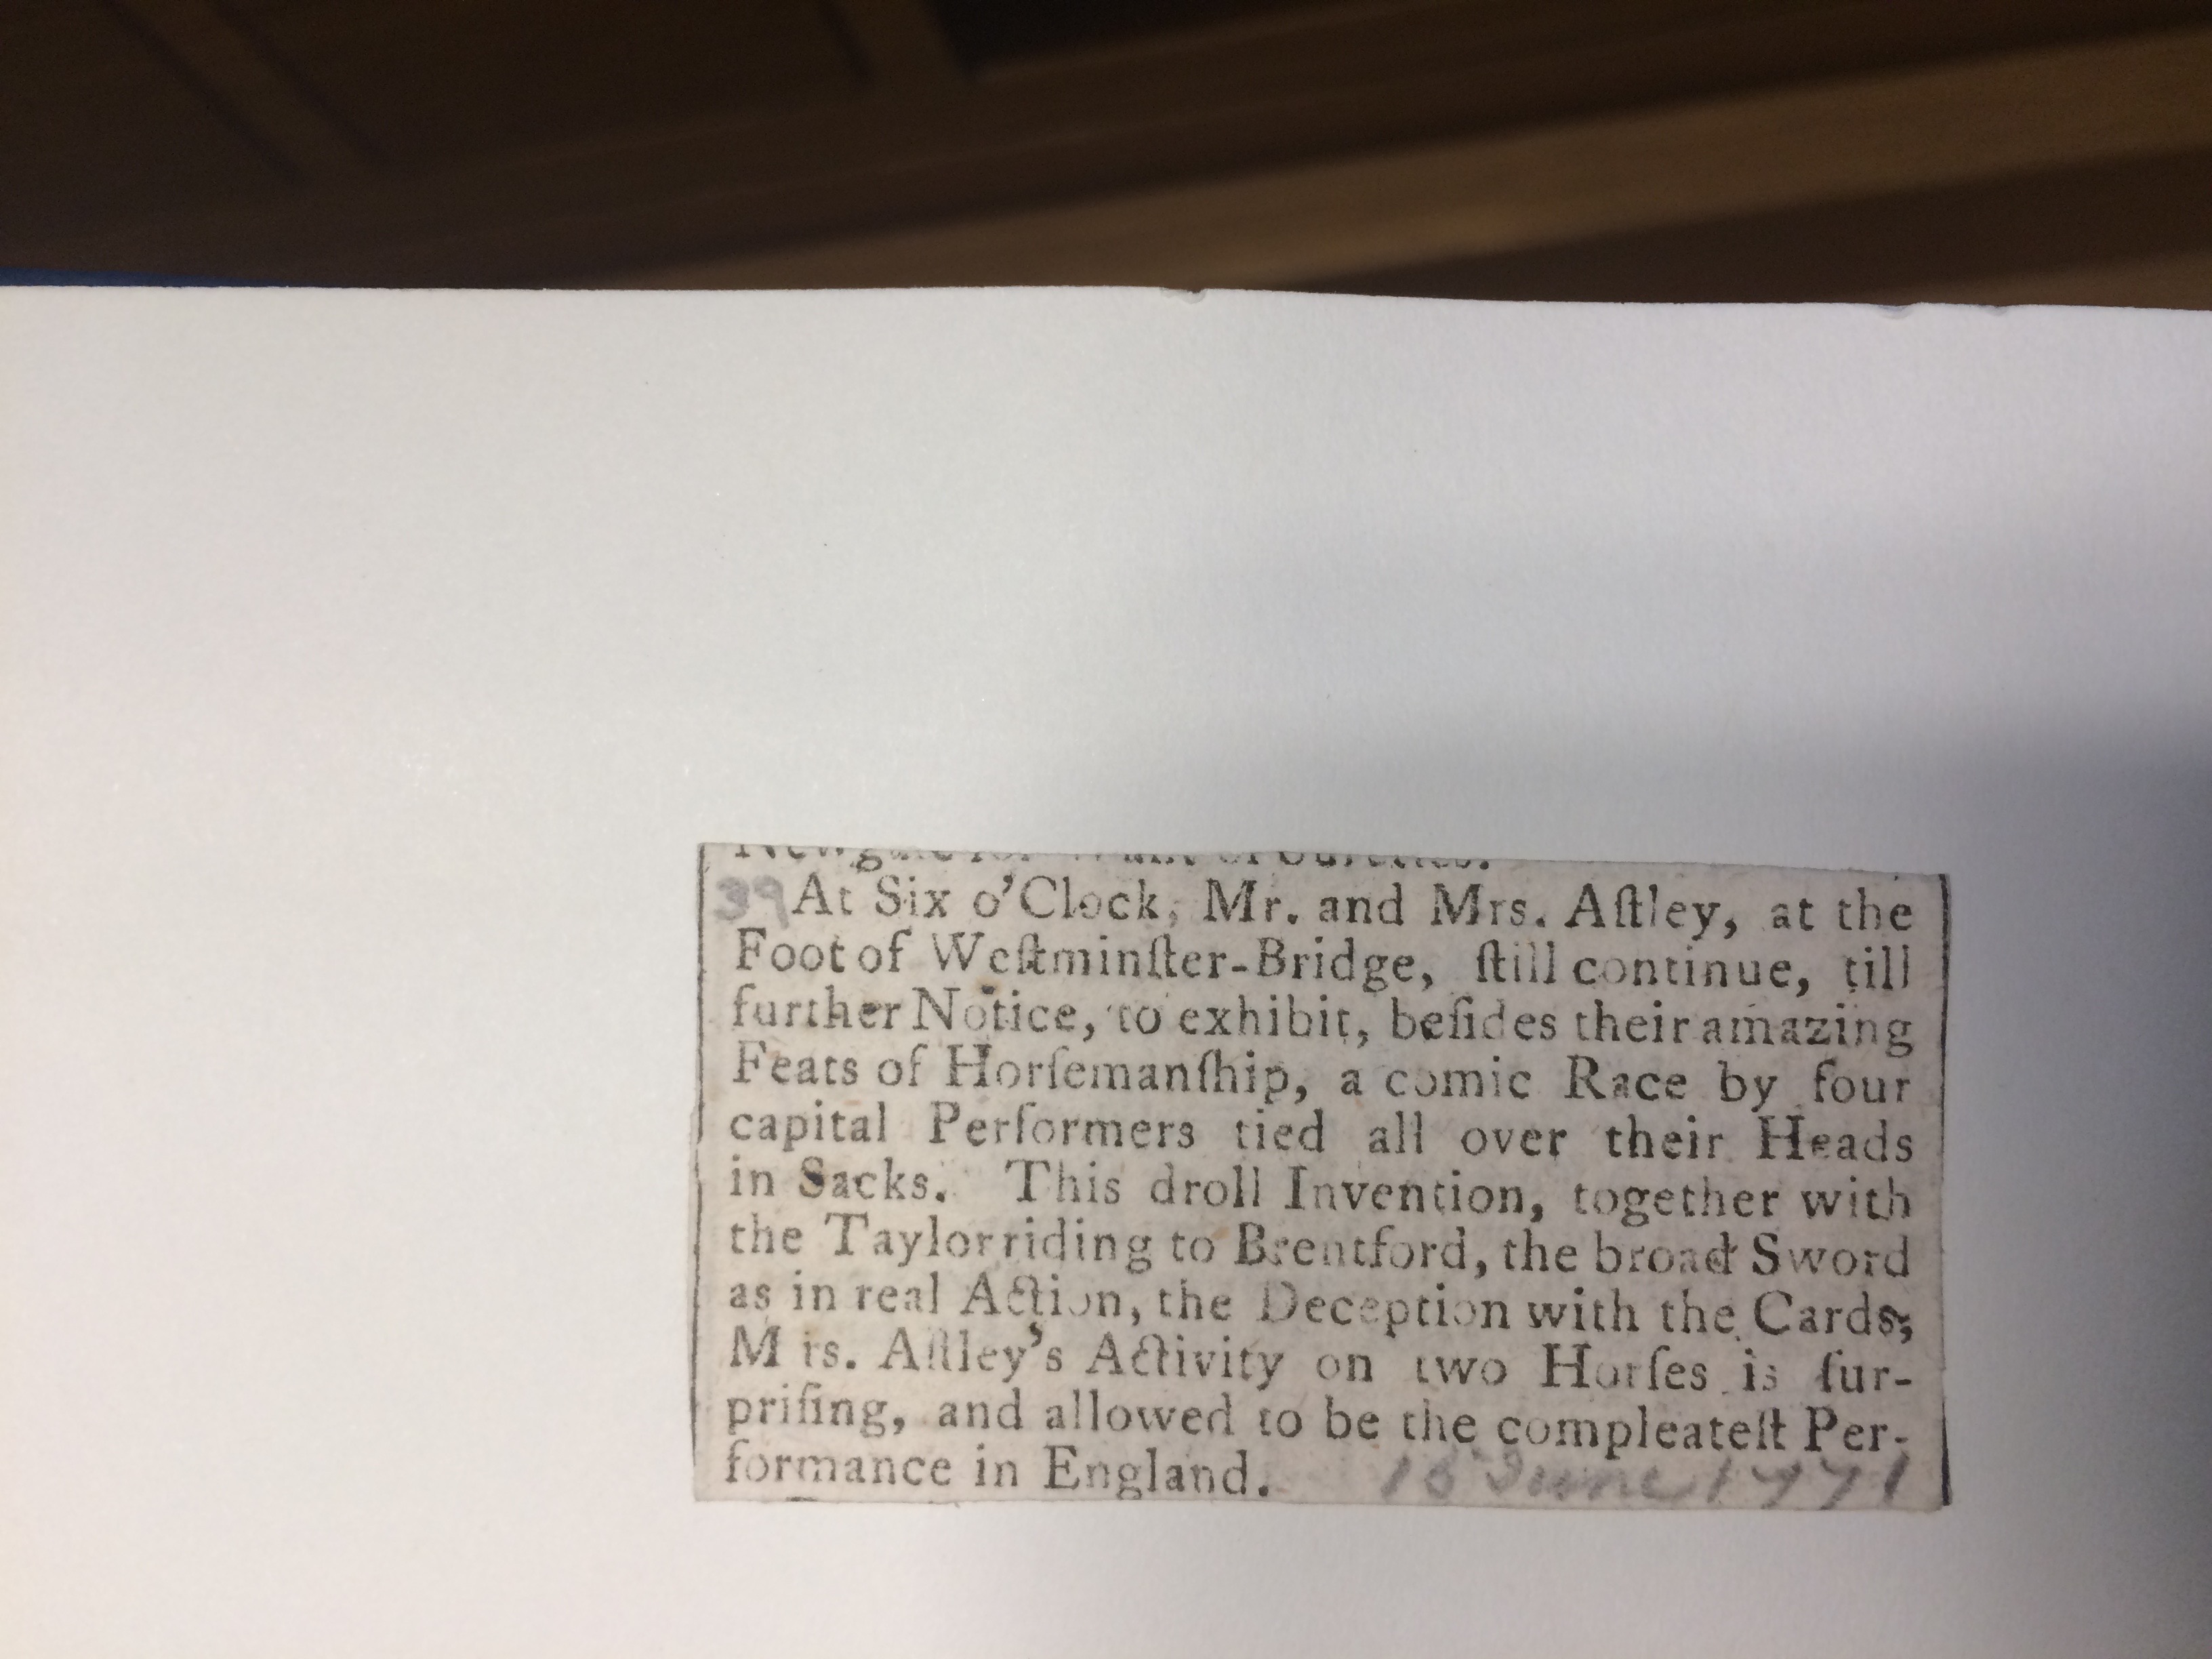 39 At Six o'Clock, Mr. and Mrs. Aſtley, at the
Foot of Weſtminſter-Bridge, ſtill continue, till
further Notice, to exhibit, beſides their amazing
Feats of Horſemanſhip, a comic Race by four
capital Performers tied all over their Heads
in Sacks. This droll Invention, together with
the Taylor riding to Brentford, the broad Sword
as in real Action, the Deception with the Cards;
Mrs. Aſtley's Activity on two Horſes is ſur-
priſing, and allowed to be the compleateſt Per-
formance in England. June 1771